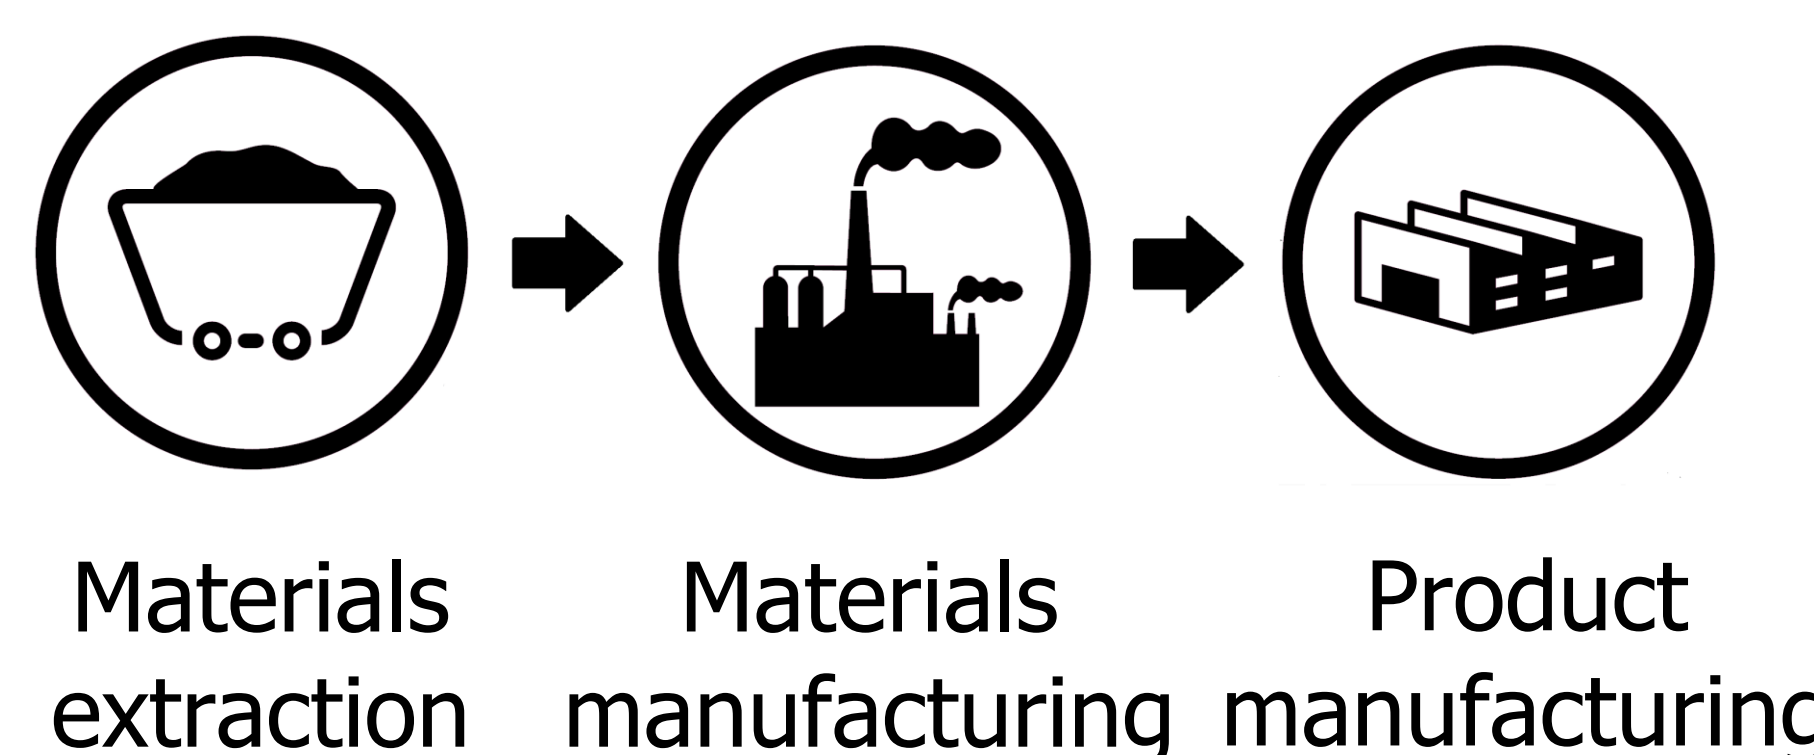 Materials
extraction
Materials
manufacturing
Product
manufacturing